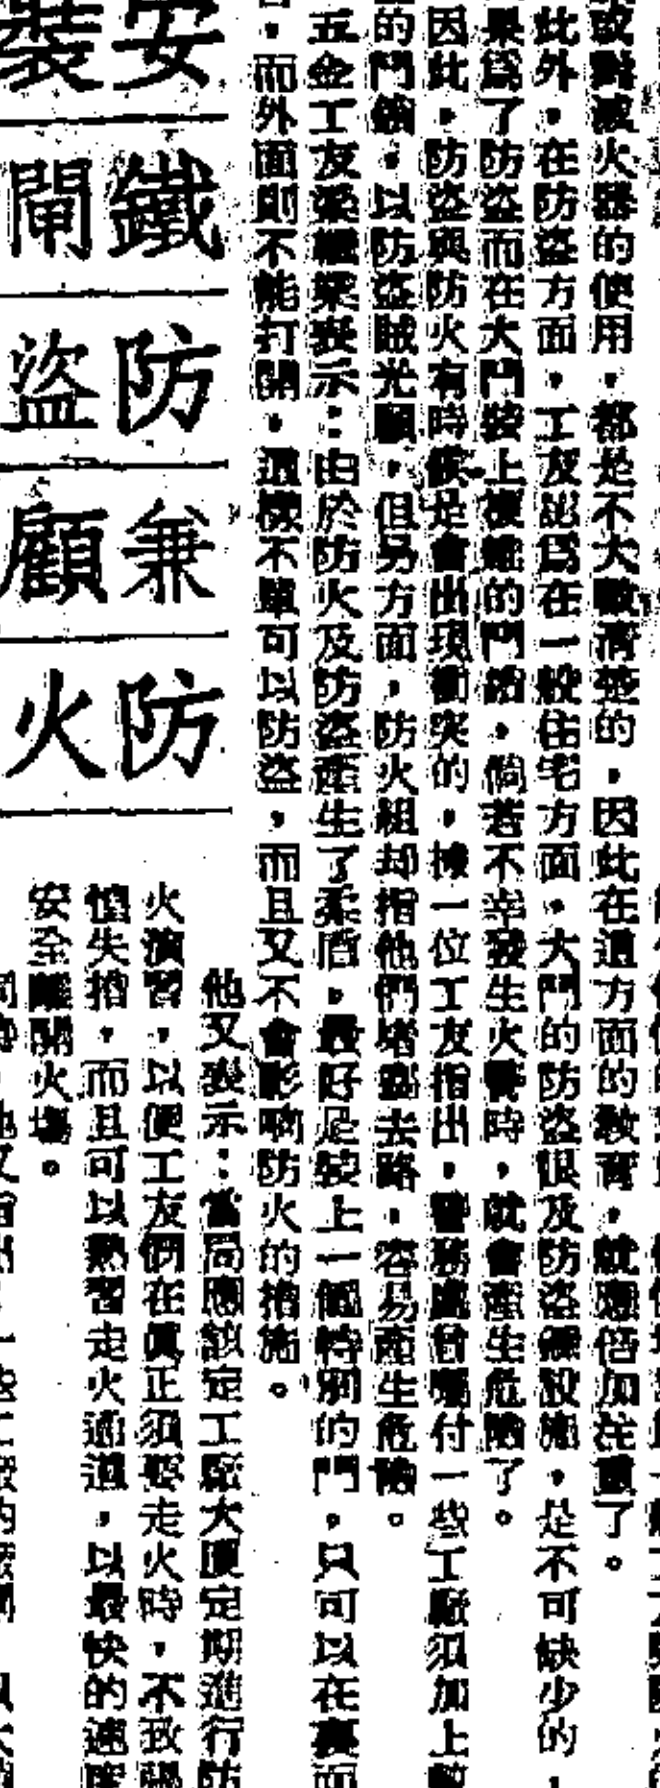 或對滅火器的使用，都是不大數清楚的，因此在這方面的教育，就應倍加注重了。
此外，在防盜方面，工友認爲在一般住宅方面，大門的防盜眼及防盜鍊設施，是不可缺少的，
果爲了防盜而在大門裝上複雜的門鎖，倘若不幸發生火警時，就會產生危險了。
因此，防盜與防火有時候是會出現衝突的，據一位工友指出，警務處曾囑付一些工廠須加上
的門鎖，以防盜賊光顧，但另方面，防火組却指他們堵塞去路，容易產生危險。
五金工友梁 表示：由於防火及防盜產生了矛盾，最好是裝上一個特別的門，只可以在裏面
，而外面則不能打開，這樣不單可以防盜，而且又不會影响防火的措施。
安裝
鐵閘
防盜
兼顧
防火
他又表示：當局應該定工廠大廈定期進行防
火演習，以便工友們在眞正須要走火時，不致
惶失措，而且可以熟習走火通道，以最快的速度
安全離開火塲。